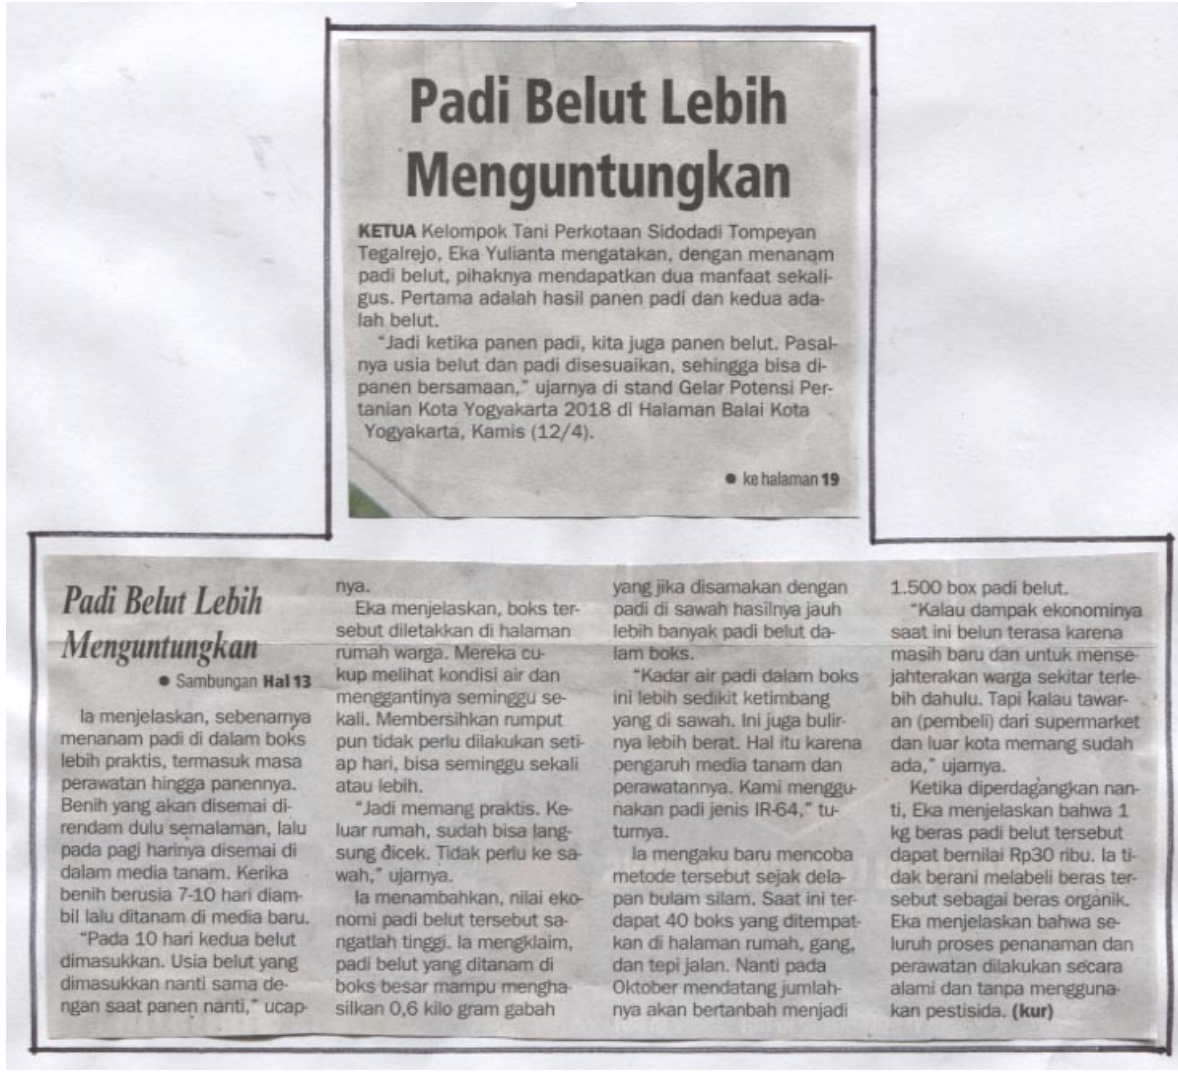 Padi Belut Lebih
Menguntungkan
KETUA Kelompok Tani Perkotaan Sidodadi Tompeyan
Tegalrejo, Eka Yulianta mengatakan, dengan menanam
padi belut, pihaknya mendapatkan dua manfaat sekali-
gus. Pertama adalah hasil panen padi dan kedua ada-
lah belut.
"Jadi ketika panen padi, kita juga panen belut. Pasal-
nya usia belut dan padi disesuaikan, sehingga bisa di-
panen bersamaan," ujarnya di stand Gelar Potensi Per-
tanian Kota Yogyakarta 2018 di Halaman Balai Kota
Yogyakarta, Kamis (12/4).
● ke halaman 19
Padi Belut Lebih
Menguntungkan
● Sambungan Hal 13
Ia menjelaskan, sebenarnya
menanam padi di dalam boks
lebih praktis, termasuk masa
perawatan hingga panennya.
Benih yang akan disemai di-
rendam dulu semalaman, lalu
pada pagi harinya disemai di
dalam media tanam. Kerika
benih berusia 7-10 hari diam-
bil lalu ditanam di media baru.
"Pada 10 hari kedua belut
dimasukkan. Usia belut yang
dimasukkan nanti sama de-
ngan saat panen nanti," ucap-
nya.
Eka menjelaskan, boks ter-
sebut diletakkan di halaman
rumah warga. Mereka cu-
kup melihat kondisi air dan
menggantinya seminggu se-
kali. Membersihkan rumput
pun tidak perlu dilakukan seti-
ap hari, bisa seminggu sekali
atau lebih.
"Jadi memang praktis. Ke-
luar rumah, sudah bisa lang-
sung dicek. Tidak perlu ke sa-
wah," ujarnya.
Ia menambahkan, nilai eko-
nomi padi belut tersebut sa-
ngatlah tinggi. Ia mengklaim,
padi belut yang ditanam di
boks besar mampu mengha-
silkan 0,6 kilo gram gabah
yang jika disamakan dengan
padi di sawah hasilnya jauh
lebih banyak padi belut da-
lam boks.
"Kadar air padi dalam boks
ini lebih sedikit ketimbang
yang di sawah. Ini juga bulir-
nya lebih berat. Hal itu karena
pengaruh media tanam dan
perawatannya. Kami menggu-
nakan padi jenis IR-64," tu-
turnya.
Ia mengaku baru mencoba
metode tersebut sejak dela-
pan bulam silam. Saat ini ter-
dapat 40 boks yang ditempat-
kan di halaman rumah, gang,
dan tepi jalan. Nanti pada
Oktober mendatang jumlah-
nya akan bertanbah menjadi
1.500 box padi belut.
"Kalau dampak ekonominya
saat ini belun terasa karena
masih baru dan untuk mense-
jahterakan warga sekitar terle-
bih dahulu. Tapi kalau tawar-
an (pembeli) dari supermarket
dan luar kota memang sudah
ada," ujarnya.
Ketika diperdagangkan nan-
ti, Eka menjelaskan bahwa 1
kg beras padi belut tersebut
dapat bernilai Rp30 ribu. Ia ti-
dak berani melabeli beras ter-
sebut sebagai beras organik.
Eka menjelaskan bahwa se-
luruh proses penanaman dan
perawatan dilakukan secara
alami dan tanpa mengguna-
kan pestisida. (kur)